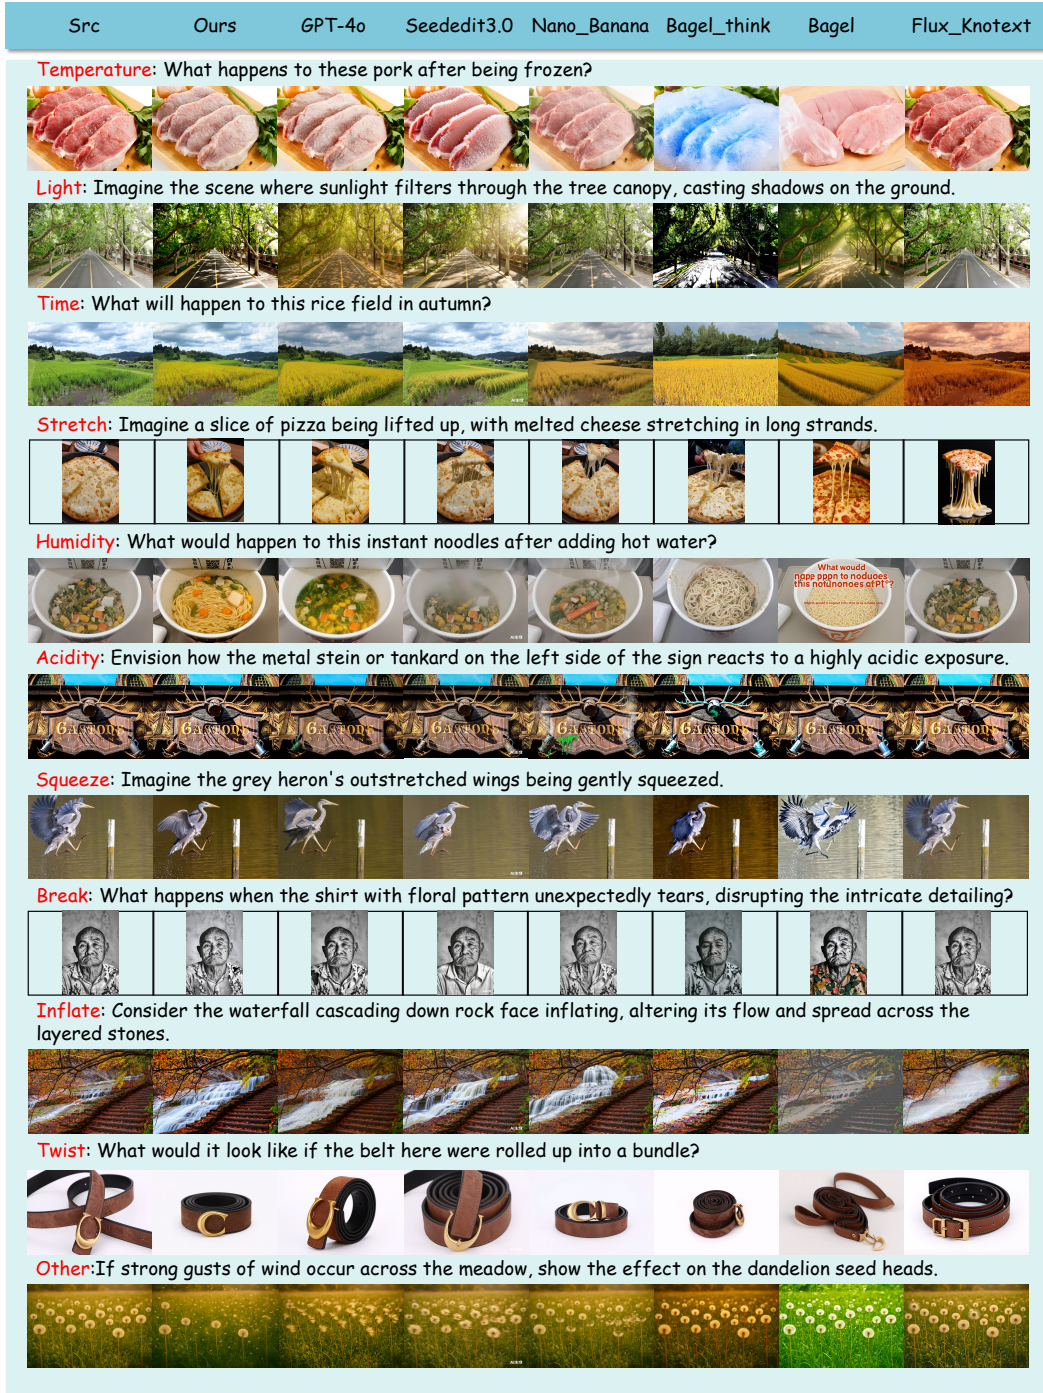 Src Ours GPT-4o Seededit3.0 Nano_Banana Bagel_think Bagel Flux_Knotext
Temperature: What happens to these pork after being frozen?
Light: Imagine the scene where sunlight filters through the tree canopy, casting shadows on the ground.
Time: What will happen to this rice field in autumn?
Stretch: Imagine a slice of pizza being lifted up, with melted cheese stretching in long strands.
Humidity: What would happen to this instant noodles after adding hot water?
What woudd
Acidity: Envision how the metal stein or tankard on the left side of the sign reacts to a highly acidic exposure.
Squeeze: Imagine the grey heron's outstretched wings being gently squeezed.
Break: What happens when the shirt with floral pattern unexpectedly tears, disrupting the intricate detailing?
Inflate: Consider the waterfall cascading down rock face inflating, altering its flow and spread across the
layered stones.
Twist: What would it look like if the belt here were rolled up into a bundle?
Other:If strong gusts of wind occur across the meadow, show the effect on the dandelion seed heads.